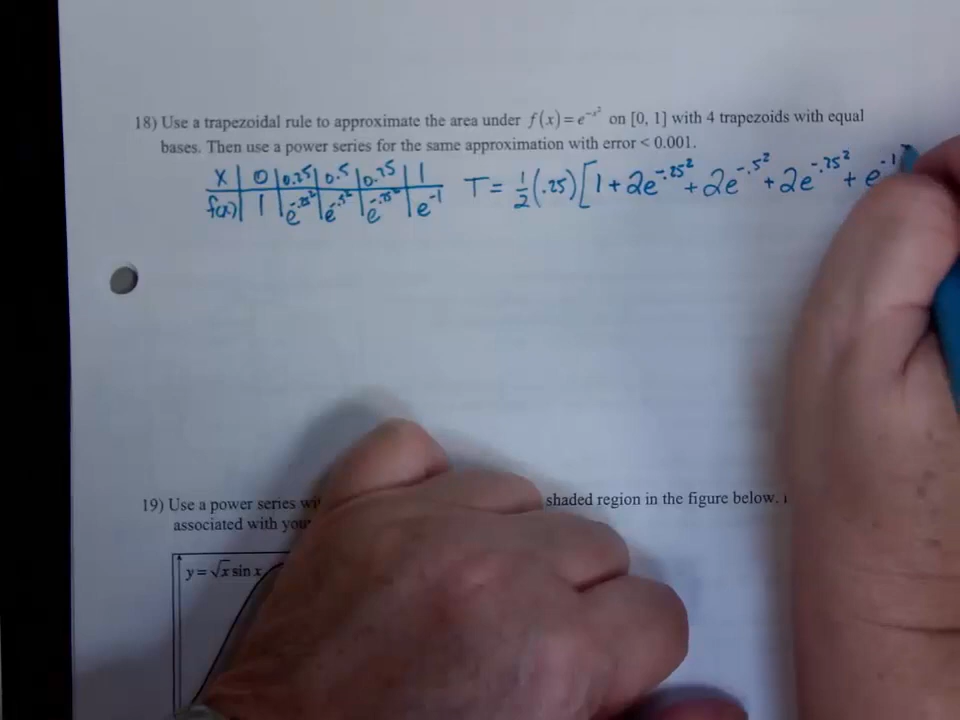 18) Use a trapezoidal rule to approximate the area under f(x) = e^{-x²} on [0, 1] with 4 trapezoids with equal
bases. Then use a power series for the same approximation with error < 0.001.
x | 0 | 0.25 | 0.5 | 0.75 | 1
f(x) | 1 | e^{-.25²} | e^{-.5²} | e^{-.75²} | e^{-1}
T = 1/2 (.25) [1 + 2e^{-.25²} + 2e^{-.5²} + 2e^{-.75²} + e^{-1}
19) Use a power series shaded region in the figure below.
associated with
y = √x sin x